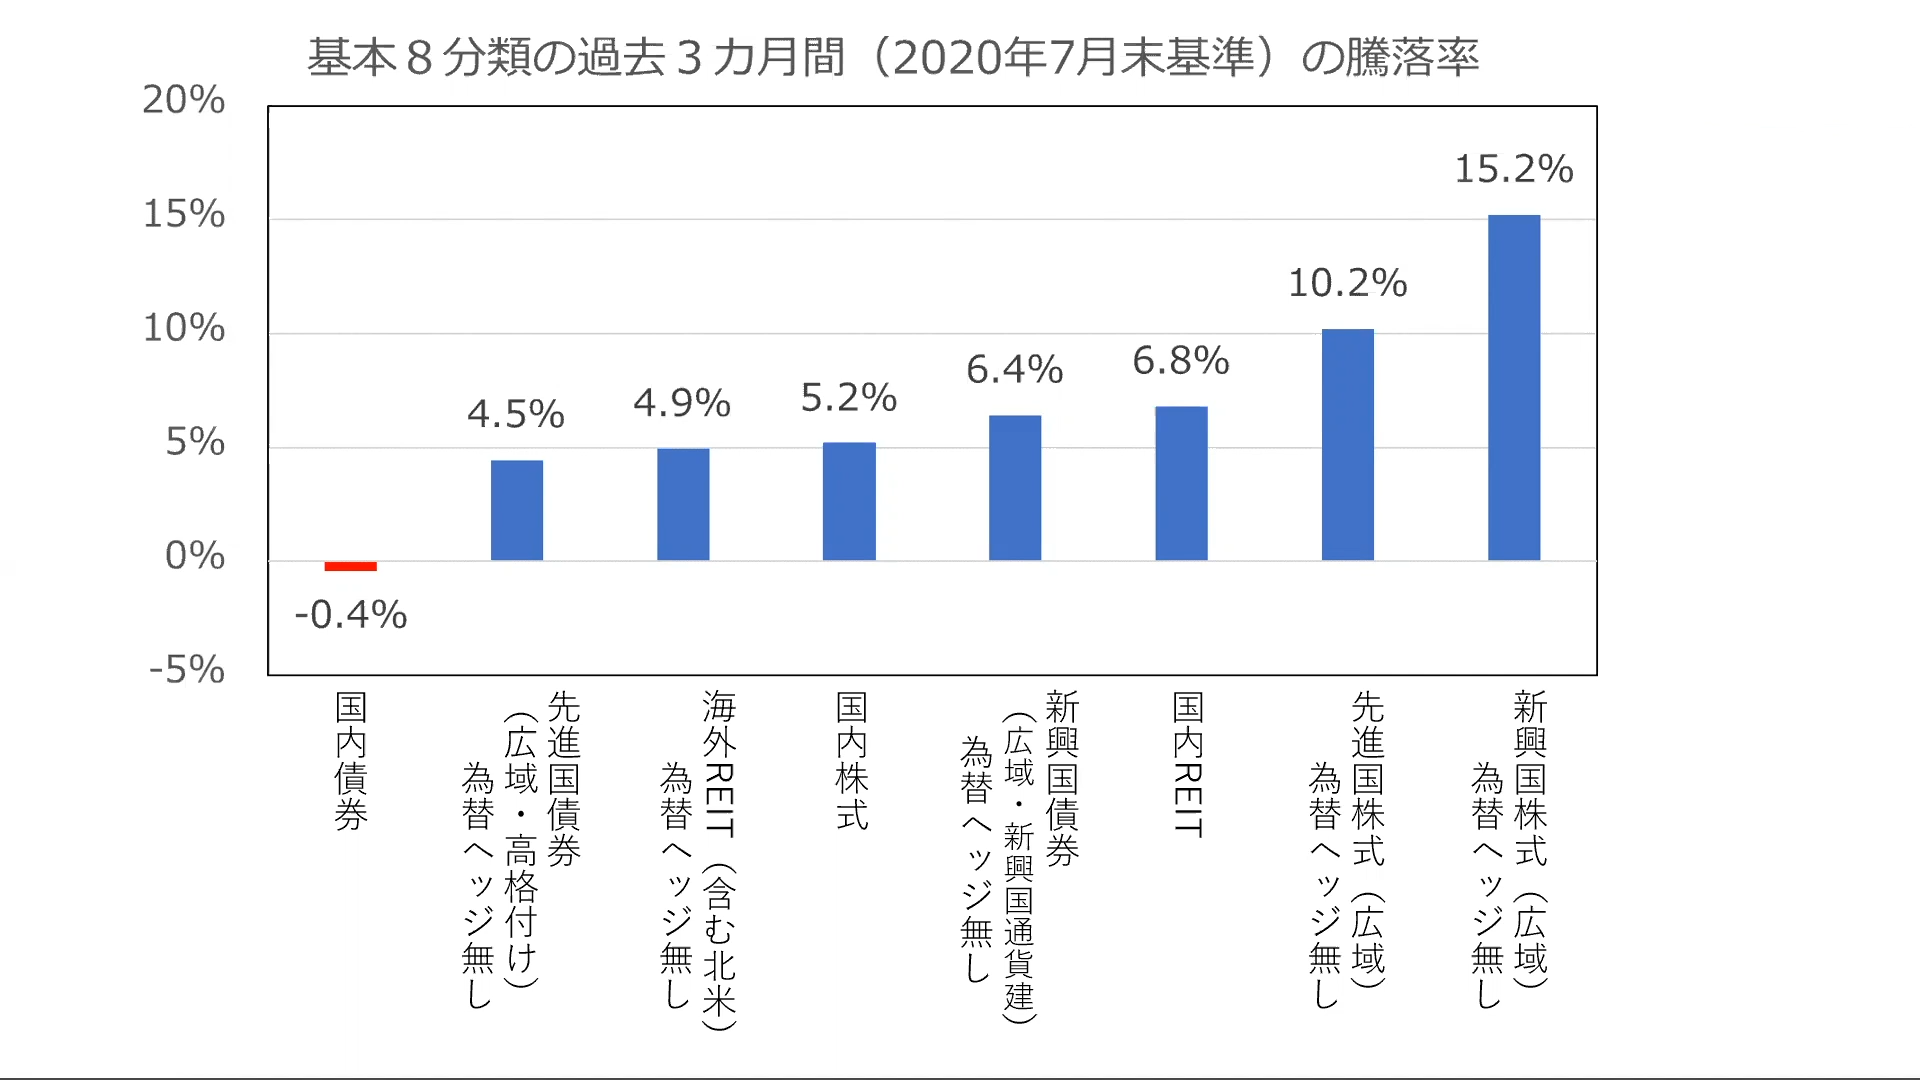 基本８分類の過去３カ月間（2020年7月末基準）の騰落率
20%
15%
10%
5%
0%
-5%
-0.4%
4.5%
4.9%
5.2%
6.4%
6.8%
10.2%
15.2%
国内債券
先進国債券
（広域・高格付け）
為替ヘッジ無し
海外REIT（含む北米）
為替ヘッジ無し
国内株式
新興国債券
（広域・新興国通貨建）
為替ヘッジ無し
国内REIT
先進国株式（広域）
為替ヘッジ無し
新興国株式（広域）
為替ヘッジ無し